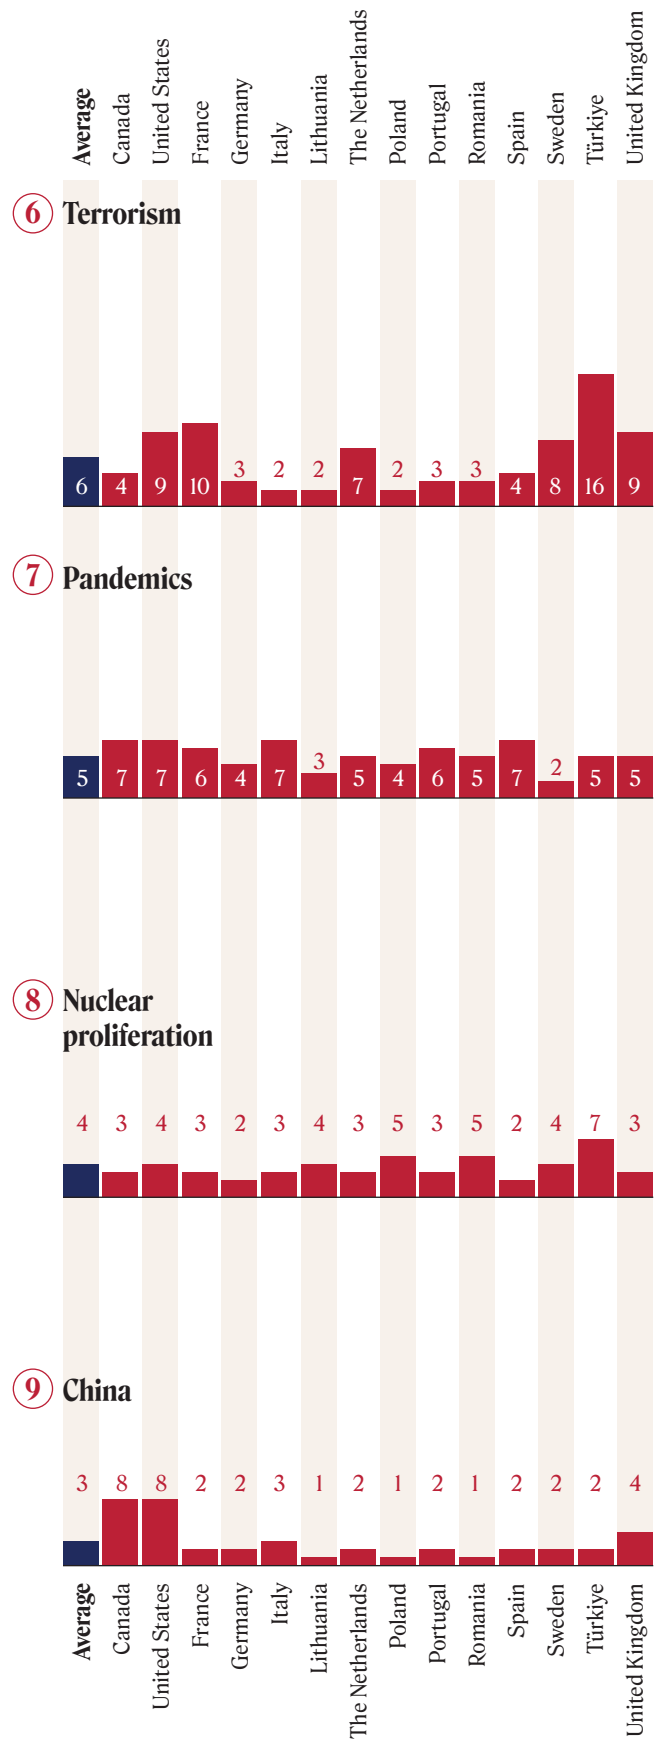 Average
Canada
United States
France
Germany
Italy
Lithuania
The Netherlands
Poland
Portugal
Romania
Spain
Sweden
Türkiye
United Kingdom
6 Terrorism
6 4 9 10 3 2 2 7 2 3 3 4 8 16 9
7 Pandemics
5 7 7 6 4 7 3 5 4 6 5 7 2 5 5
8 Nuclear
proliferation
4 3 4 3 2 3 4 3 5 3 5 2 4 7 3
9 China
3 8 8 2 2 3 1 2 1 2 1 2 2 2 4
Average
Canada
United States
France
Germany
Italy
Lithuania
The Netherlands
Poland
Portugal
Romania
Spain
Sweden
Türkiye
United Kingdom